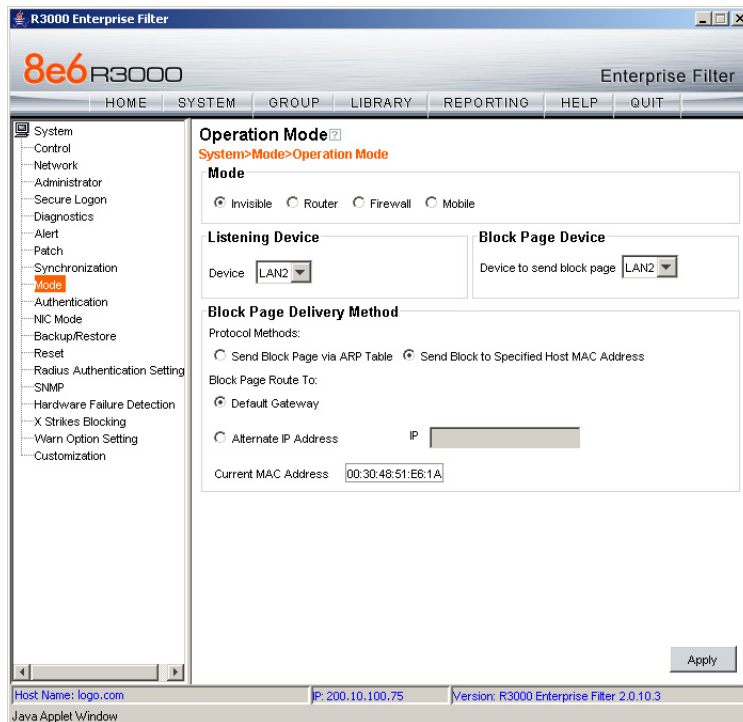 R3000 Enterprise Filter
8e6 R3000
Enterprise Filter
HOME SYSTEM GROUP LIBRARY REPORTING HELP QUIT
System
Control
Network
Administrator
Secure Logon
Diagnostics
Alert
Patch
Synchronization
Mode
Authentication
NIC Mode
Backup/Restore
Reset
Radius Authentication Setting
SNMP
Hardware Failure Detection
X Strikes Blocking
Warn Option Setting
Customization
Operation Mode ?
System>Mode>Operation Mode
Mode
Invisible Router Firewall Mobile
Listening Device
Device LAN2
Block Page Device
Device to send block page LAN2
Block Page Delivery Method
Protocol Methods:
Send Block Page via ARP Table Send Block to Specified Host MAC Address
Block Page Route To:
Default Gateway
Alternate IP Address IP
Current MAC Address 00:30:48:51:E6:1A
Apply
Host Name: logo.com IP: 200.10.100.75 Version: R3000 Enterprise Filter 2.0.10.3
Java Applet Window